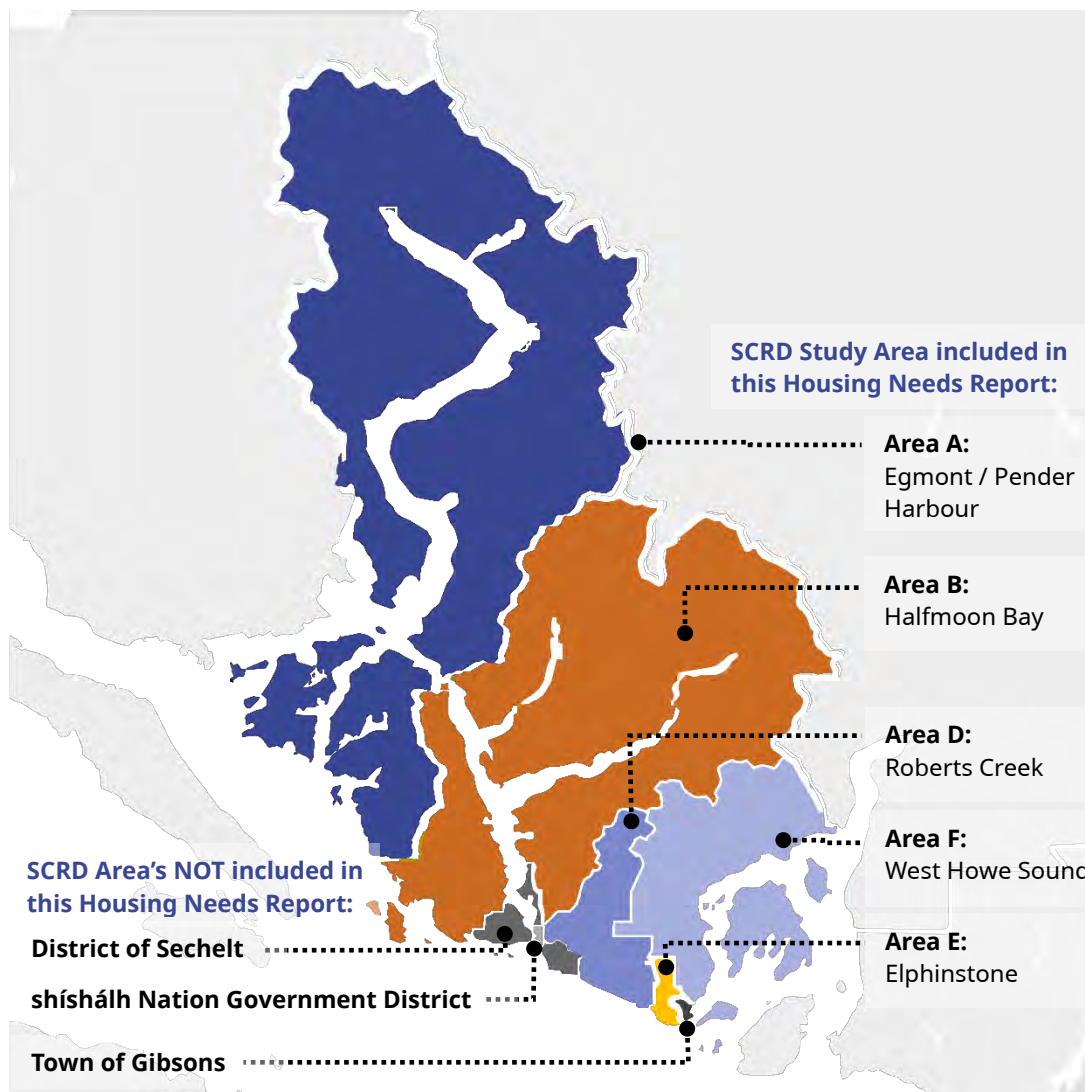 SCRD Study Area included in
this Housing Needs Report:
Area A:
Egmont / Pender
Harbour
Area B:
Halfmoon Bay
Area D:
Roberts Creek
Area F:
West Howe Sound
Area E:
Elphinstone
SCRD Area's NOT included in
this Housing Needs Report:
District of Sechelt
shíshálh Nation Government District
Town of Gibsons